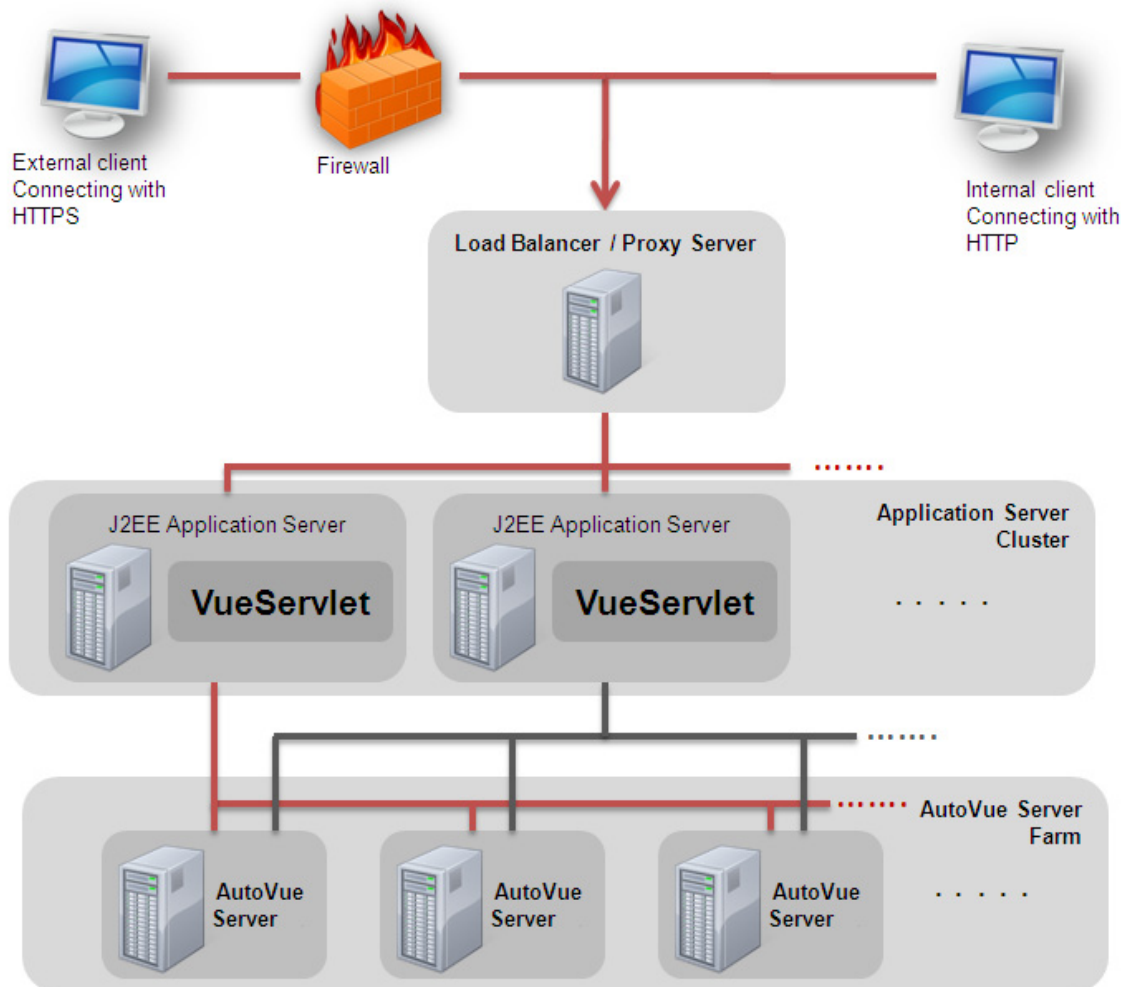 External client
Connecting with
HTTPS
Firewall
Internal client
Connecting with
HTTP
Load Balancer / Proxy Server
.......
J2EE Application Server
VueServlet
J2EE Application Server
VueServlet
Application Server
Cluster
. . . . .
.......
.......
AutoVue Server
Farm
AutoVue
Server
AutoVue
Server
AutoVue
Server
. . . . .